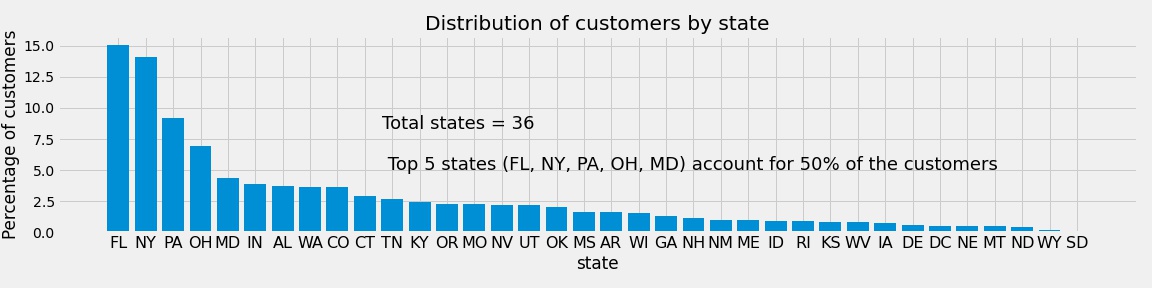 Distribution of customers by state
Percentage of customers
15.0
12.5
10.0
7.5
5.0
2.5
0.0
Total states = 36
Top 5 states (FL, NY, PA, OH, MD) account for 50% of the customers
FL NY PA OH MD IN AL WA CO CT TN KY OR MO NV UT OK MS AR WI GA NH NM ME ID RI KS WV IA DE DC NE MT ND WY SD
state